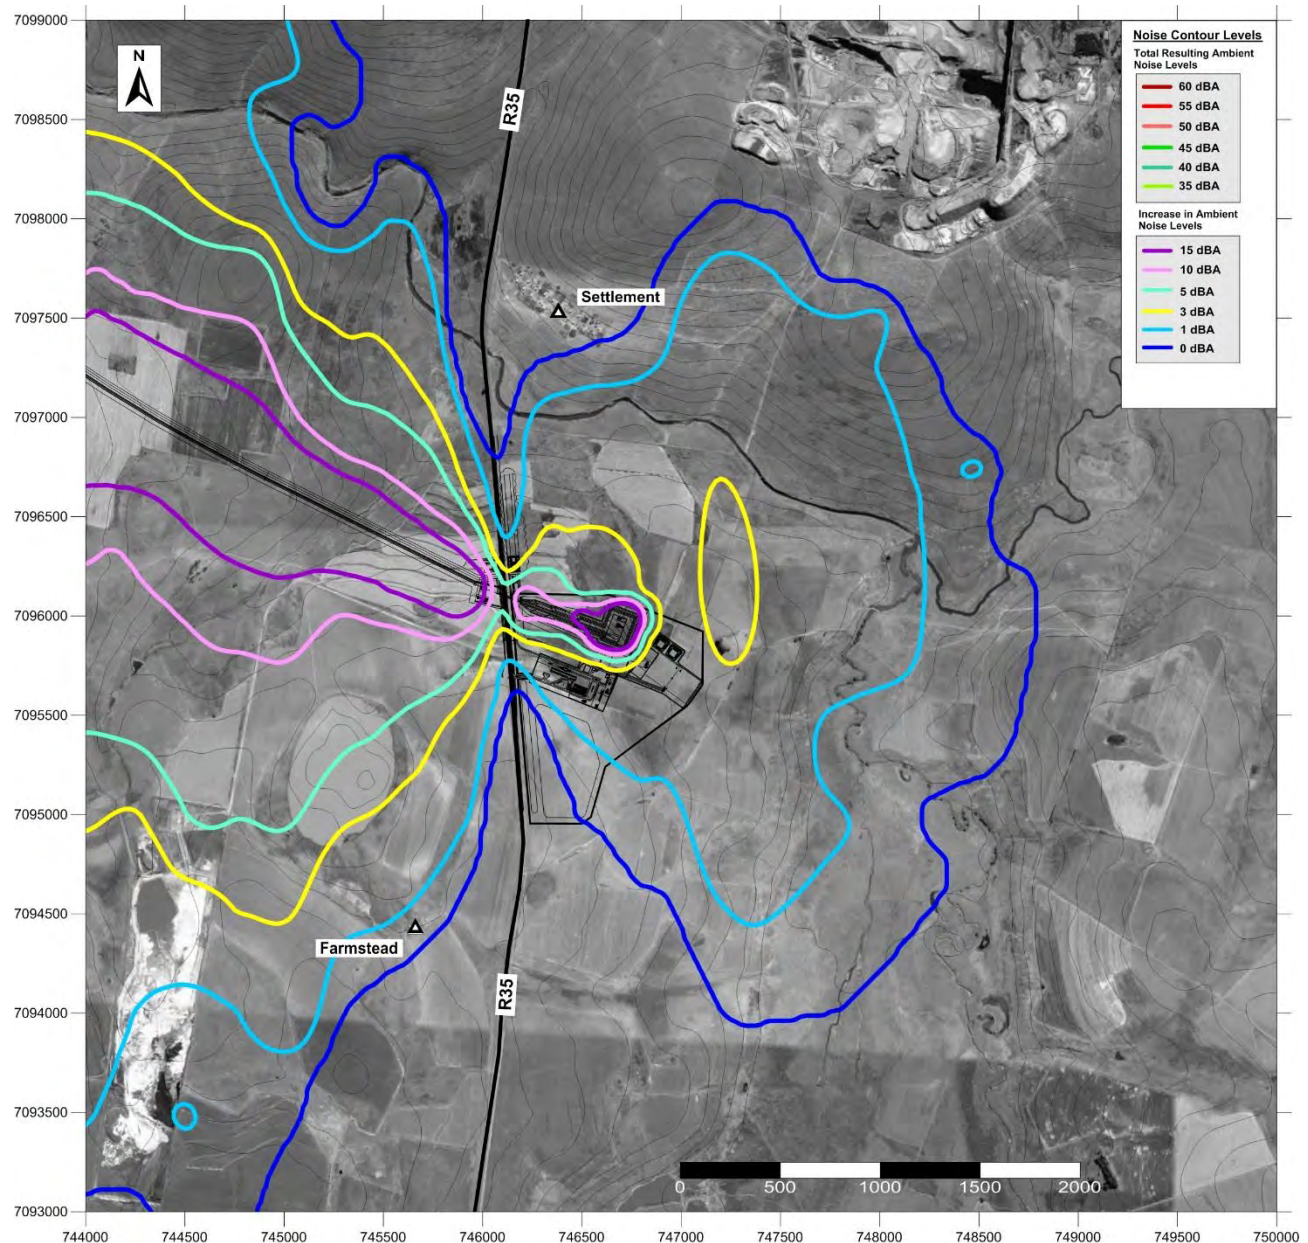 7099000
7098500
7098000
7097500
7097000
7096500
7096000
7095500
7095000
7094500
7094000
7093500
7093000
N
R35
Noise Contour Levels
Total Resulting Ambient
Noise Levels
60 dBA
55 dBA
50 dBA
45 dBA
40 dBA
35 dBA
Increase in Ambient
Noise Levels
15 dBA
10 dBA
5 dBA
3 dBA
1 dBA
0 dBA
Settlement
Farmstead
R35
0 500 1000 1500 2000
744000 744500 745000 745500 746000 746500 747000 747500 748000 748500 749000 749500 750000